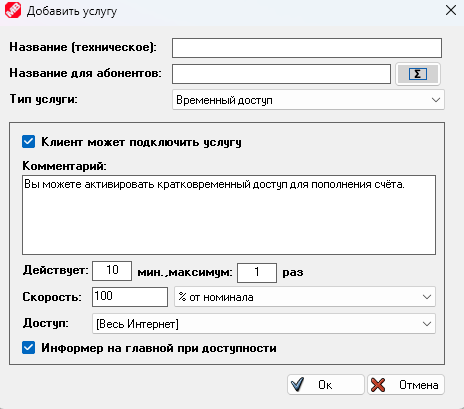 MB Добавить услугу
Название (техническое):
Название для абонентов: Σ
Тип услуги: Временный доступ
Клиент может подключить услугу
Комментарий:
Вы можете активировать кратковременный доступ для пополнения счёта.
Действует: 10 мин.,максимум: 1 раз
Скорость: 100 % от номинала
Доступ: [Весь Интернет]
Информер на главной при доступности
Ок Отмена